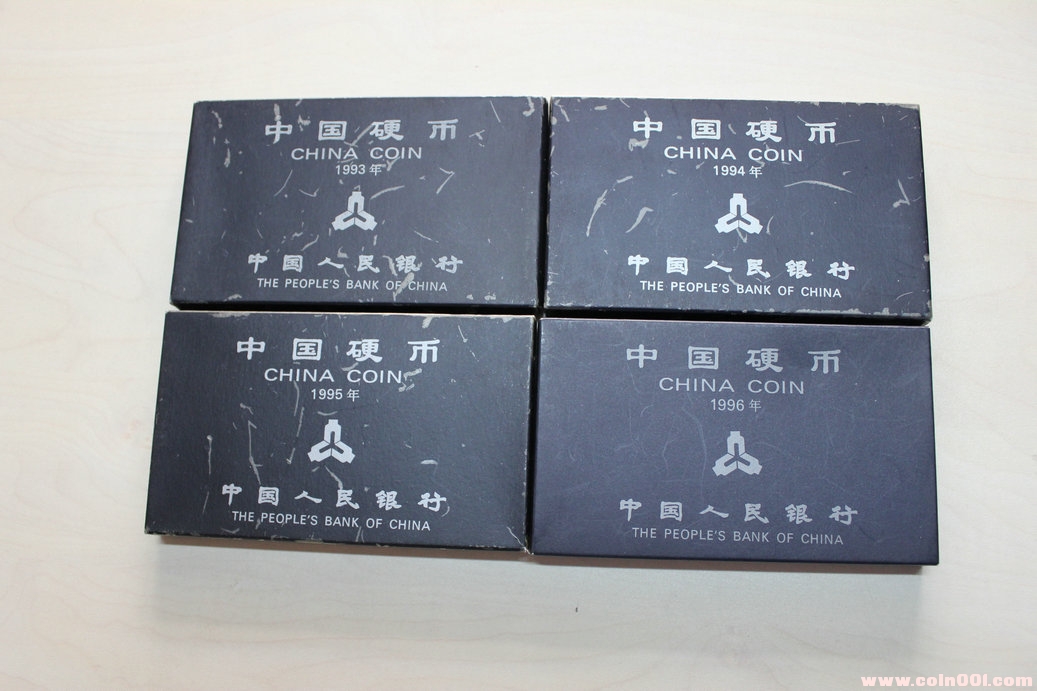 中国硬币
CHINA COIN
1993年
中国人民银行
THE PEOPLE'S BANK OF CHINA
中国硬币
CHINA COIN
1994年
中国人民银行
THE PEOPLE'S BANK OF CHINA
中国硬币
CHINA COIN
1995年
中国人民银行
THE PEOPLE'S BANK OF CHINA
中国硬币
CHINA COIN
1996年
中国人民银行
THE PEOPLE'S BANK OF CHINA
www.coin001.com